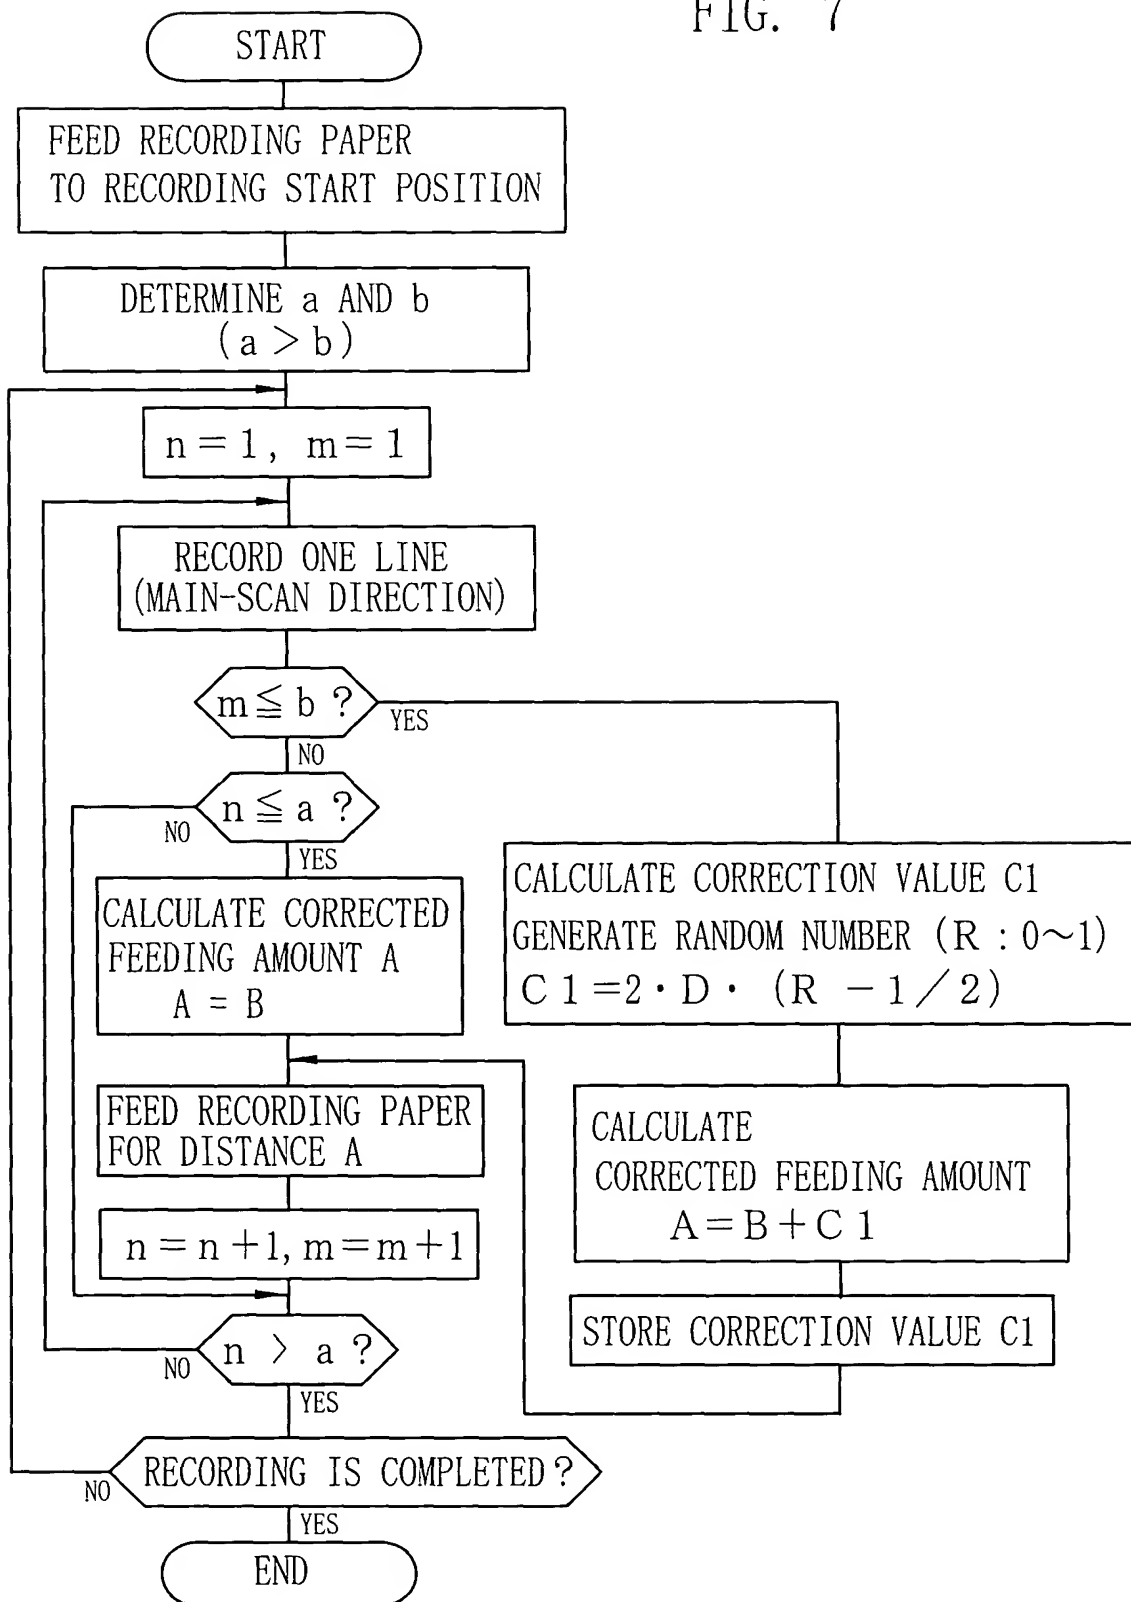 FIG. 7
START
FEED RECORDING PAPER
TO RECORDING START POSITION
DETERMINE a AND b
(a > b)
n = 1, m = 1
RECORD ONE LINE
(MAIN-SCAN DIRECTION)
m ≦ b ?
YES
NO
n ≦ a ?
NO
YES
CALCULATE CORRECTED
FEEDING AMOUNT A
A = B
CALCULATE CORRECTION VALUE C1
GENERATE RANDOM NUMBER (R : 0~1)
C 1 = 2 · D · (R - 1 / 2)
FEED RECORDING PAPER
FOR DISTANCE A
CALCULATE
CORRECTED FEEDING AMOUNT
A = B + C 1
n = n + 1, m = m + 1
STORE CORRECTION VALUE C1
n > a ?
NO
YES
RECORDING IS COMPLETED ?
NO
YES
END